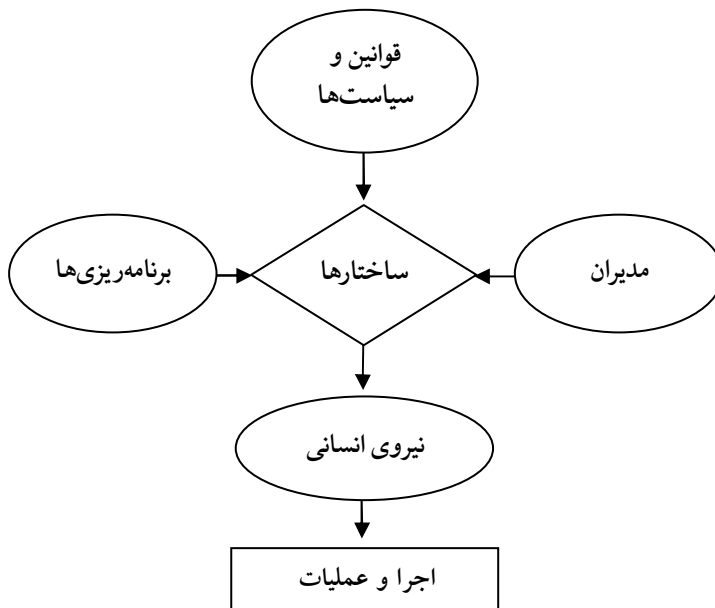 قوانین و
سیاست‌ها
مدیران
ساختارها
برنامه‌ریزی‌ها
نیروی انسانی
اجرا و عملیات